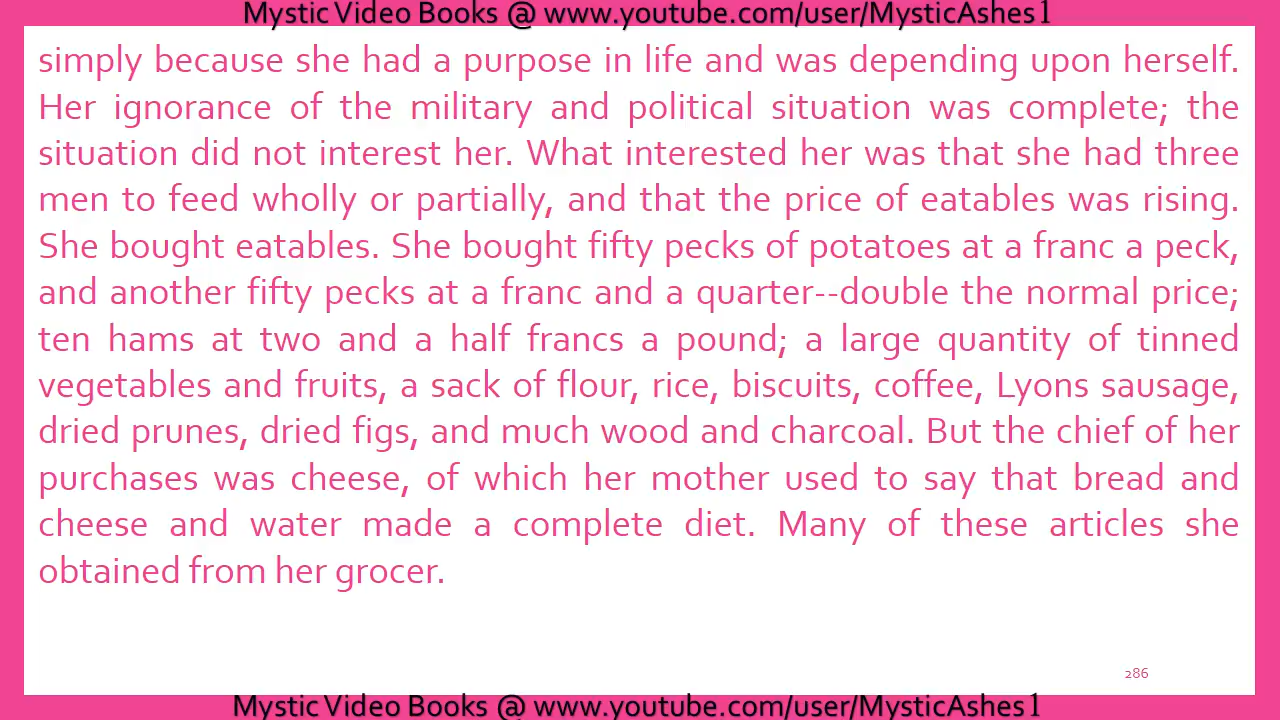 Mystic Video Books @ www.youtube.com/user/MysticAshes1
simply because she had a purpose in life and was depending upon herself.
Her ignorance of the military and political situation was complete; the
situation did not interest her. What interested her was that she had three
men to feed wholly or partially, and that the price of eatables was rising.
She bought eatables. She bought fifty pecks of potatoes at a franc a peck,
and another fifty pecks at a franc and a quarter--double the normal price;
ten hams at two and a half francs a pound; a large quantity of tinned
vegetables and fruits, a sack of flour, rice, biscuits, coffee, Lyons sausage,
dried prunes, dried figs, and much wood and charcoal. But the chief of her
purchases was cheese, of which her mother used to say that bread and
cheese and water made a complete diet. Many of these articles she
obtained from her grocer.
286
Mystic Video Books @ www.youtube.com/user/MysticAshes1